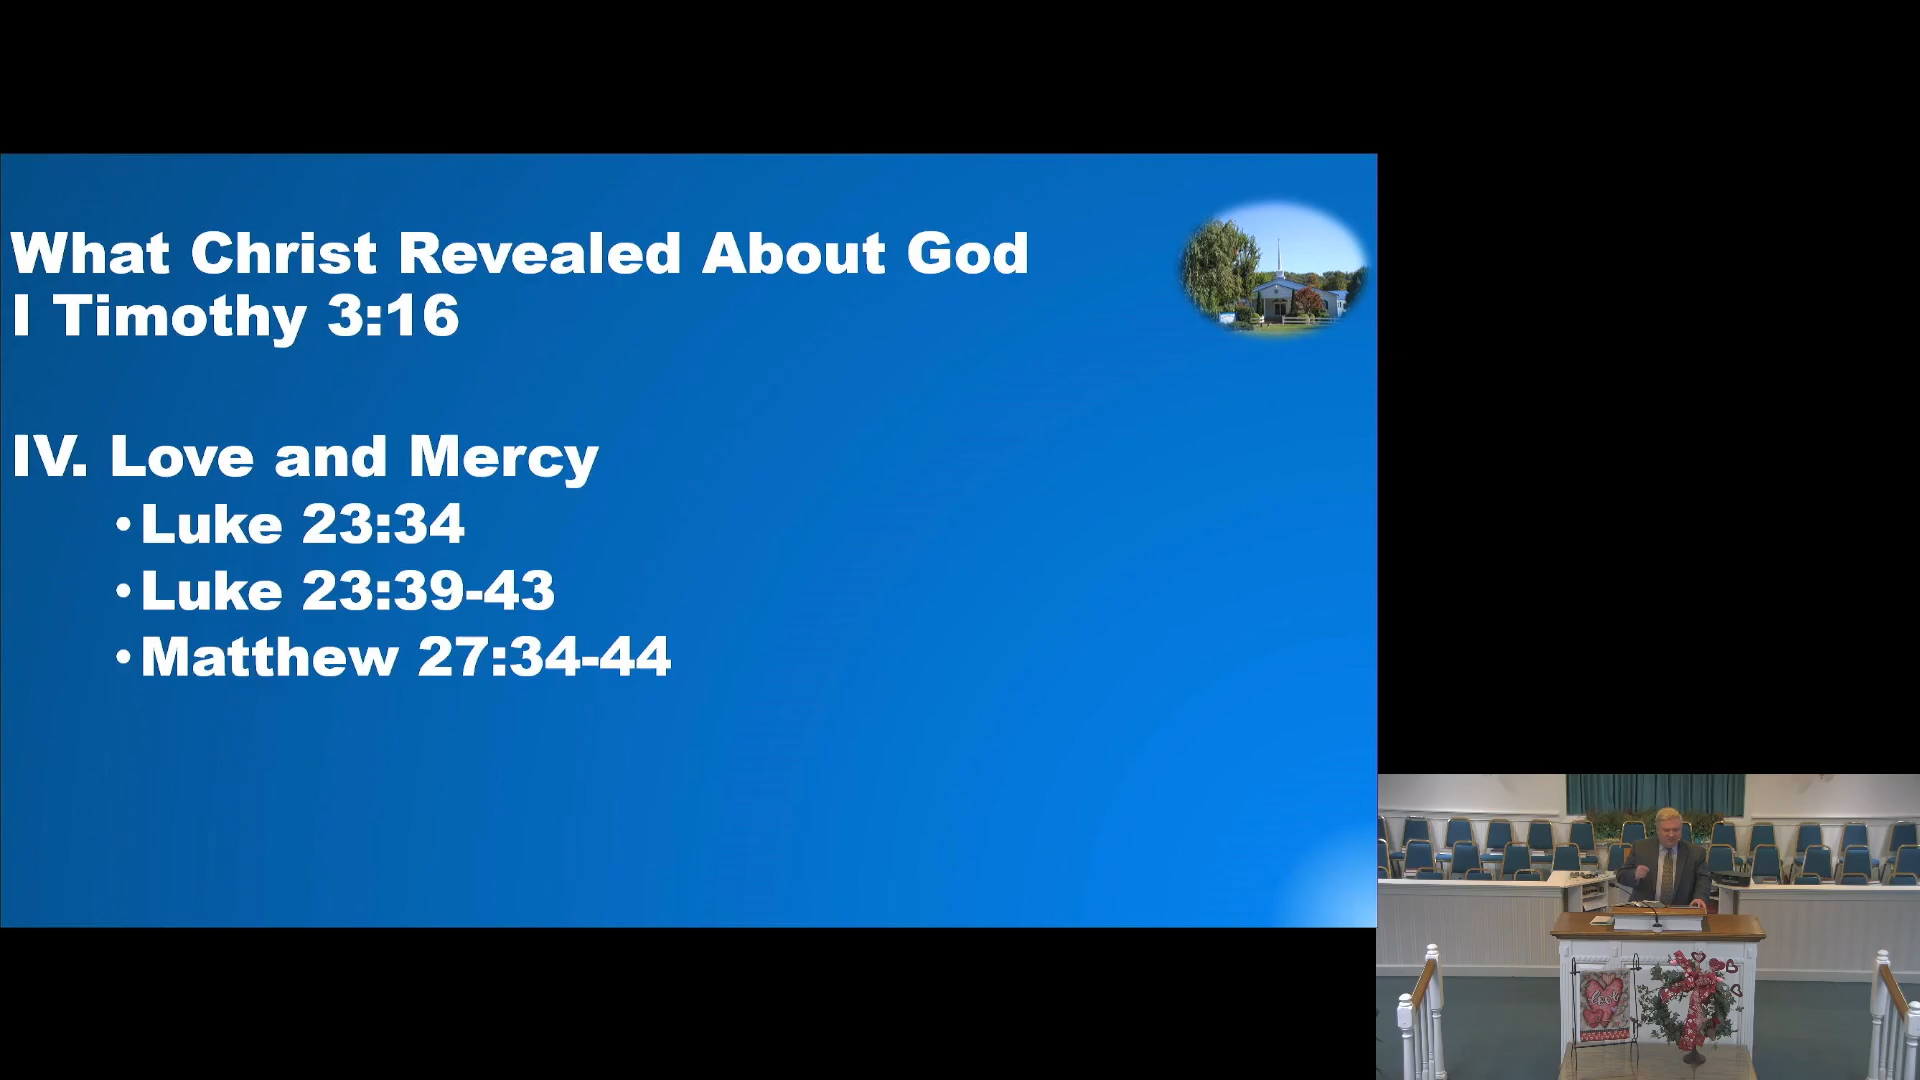 What Christ Revealed About God
I Timothy 3:16
IV. Love and Mercy
•Luke 23:34
•Luke 23:39-43
•Matthew 27:34-44
love